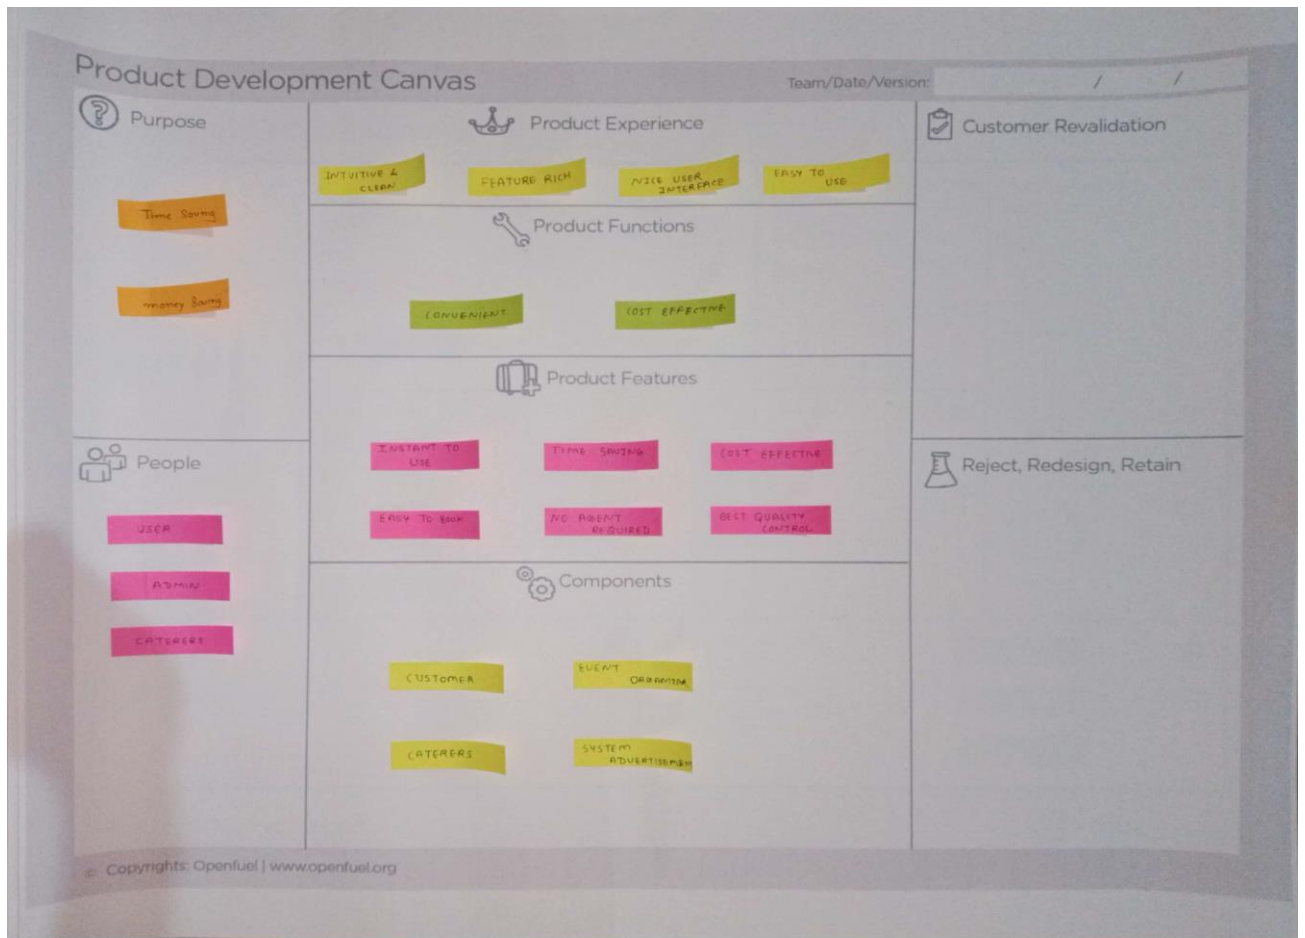 Product Development Canvas
Team/Date/Version: / /
Purpose
Time Saving
money Saving
People
USER
ADMIN
CATERERS
Product Experience
INTUITIVE &
CLEAN
FEATURE RICH
NICE USER
INTERFACE
EASY TO
USE
Product Functions
CONVENIENT
COST EFFECTIVE
Product Features
INSTANT TO
USE
TIME SAVING
COST EFFECTIVE
EASY TO BOOK
NO AGENT
REQUIRED
BEST QUALITY
CONTROL
Components
CUSTOMER
EVENT
CATERERS
SYSTEM
Customer Revalidation
Reject, Redesign, Retain
© Copyrights: Openfuel | www.openfuel.org